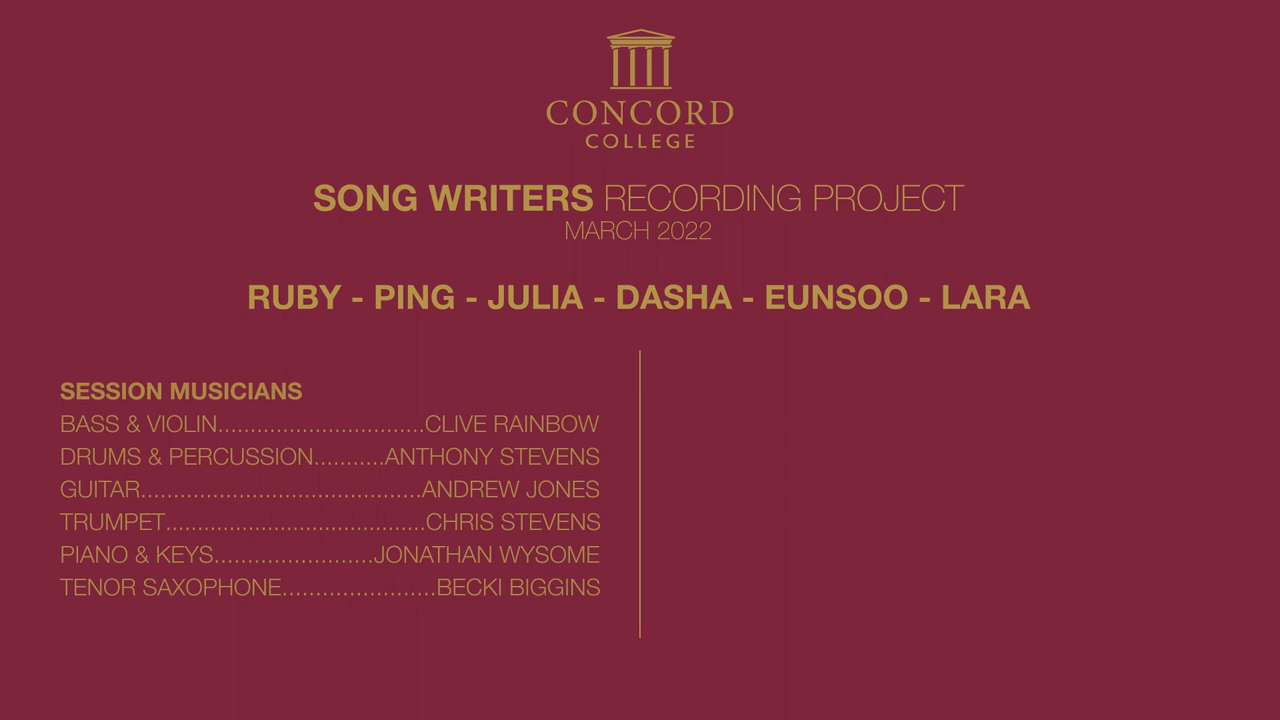 CONCORD
COLLEGE
SONG WRITERS RECORDING PROJECT
MARCH 2022
RUBY - PING - JULIA - DASHA - EUNSOO - LARA
SESSION MUSICIANS
BASS & VIOLIN................................CLIVE RAINBOW
DRUMS & PERCUSSION...........ANTHONY STEVENS
GUITAR...........................................ANDREW JONES
TRUMPET........................................CHRIS STEVENS
PIANO & KEYS........................JONATHAN WYSOME
TENOR SAXOPHONE.......................BECKI BIGGINS